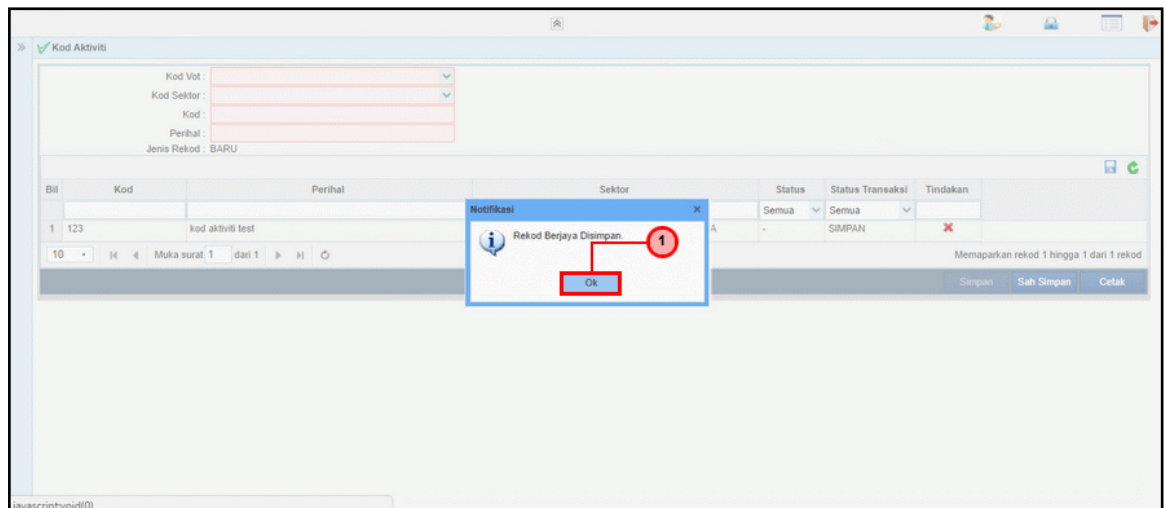 Kod Aktiviti
Kod Vot :
Kod Sektor :
Kod :
Perihal :
Jenis Rekod : BARU
Bil Kod Perihal Sektor Status Status Transaksi Tindakan
Semua Semua
1 123 kod aktiviti test A - SIMPAN
Notifikasi
Rekod Berjaya Disimpan.
1
Ok
10 Muka surat 1 dari 1 Memaparkan rekod 1 hingga 1 dari 1 rekod
Simpan Sah Simpan Cetak
javascript:void(0)